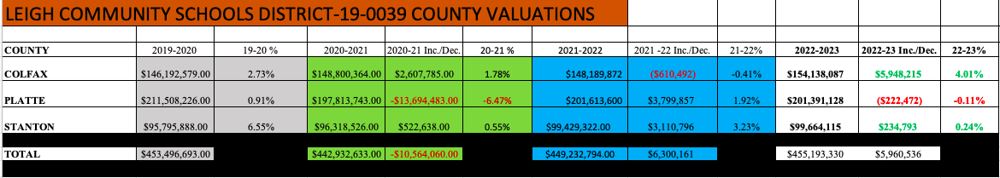 LEIGH COMMUNITY SCHOOLS DISTRICT-19-0039 COUNTY VALUATIONS
COUNTY 2019-2020 19-20 % 2020-2021 2020-21 Inc./Dec. 20-21 % 2021-2022 2021 -22 Inc./Dec. 21-22% 2022-2023 2022-23 Inc./Dec. 22-23%
COLFAX $146,192,579.00 2.73% $148,800,364.00 $2,607,785.00 1.78% $148,189,872 ($610,492) -0.41% $154,138,087 $5,948,215 4.01%
PLATTE $211,508,226.00 0.91% $197,813,743.00 -$13,694,483.00 -6.47% $201,613,600 $3,799,857 1.92% $201,391,128 ($222,472) -0.11%
STANTON $95,795,888.00 6.55% $96,318,526.00 $522,638.00 0.55% $99,429,322.00 $3,110,796 3.23% $99,664,115 $234,793 0.24%
TOTAL $453,496,693.00 $442,932,633.00 -$10,564,060.00 $449,232,794.00 $6,300,161 $455,193,330 $5,960,536